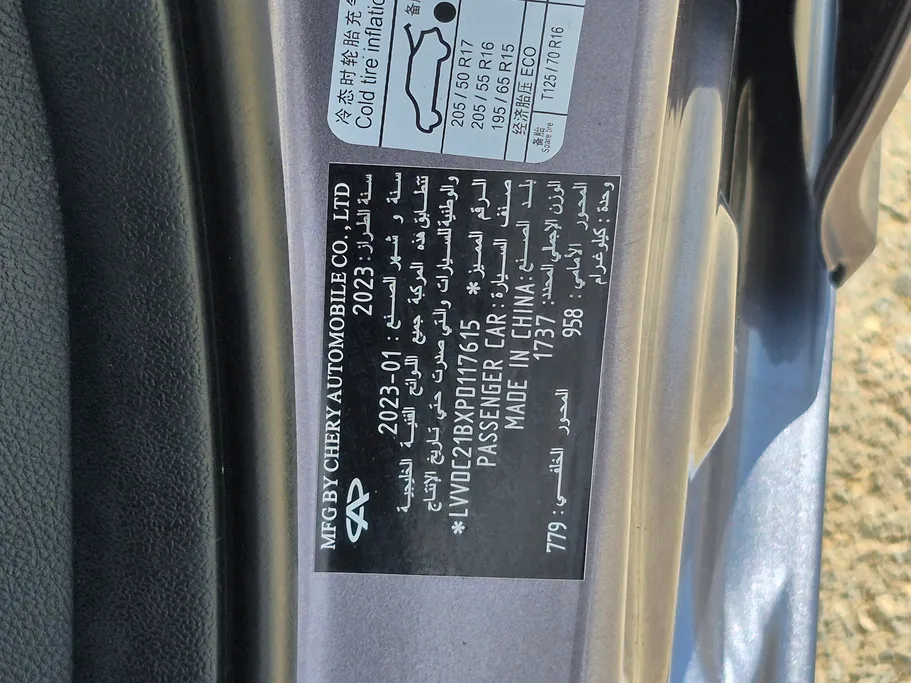 冷态时轮胎充
Cold tire inflatio
205/50 R17
205/55 R16
195/65 R15
经济胎压 ECO
备胎
Spare tire
T125/70 R16
MFG BY CHERY AUTOMOBILE CO.,LTD
سنة الطراز: 2023
سنة و شهر الصنع: 2023-01
تتطابق هذه المركبة جميع اللوائح الفنية الخليجية
والوطنية السيارات والتي صدرت حتى تاريخ الإنتاج
الرقم المميز: *LVVDC21BXPD117615*
صنف السيارة: PASSENGER CAR
بلد الصنع: MADE IN CHINA
الوزن الإجمالي المحدد: 1737
المحور الأمامي: 958 المحور الخلفي: 779
وحدة: كيلوغرام